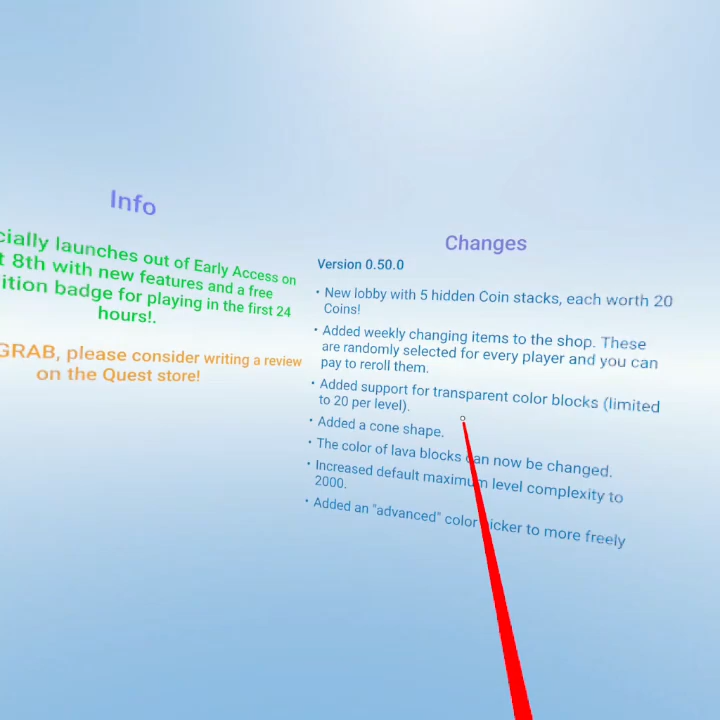 Info
cially launches out of Early Access on
t 8th with new features and a free
ition badge for playing in the first 24
hours!.
GRAB, please consider writing a review
on the Quest store!
Changes
Version 0.50.0
• New lobby with 5 hidden Coin stacks, each worth 20
Coins!
• Added weekly changing items to the shop. These
are randomly selected for every player and you can
pay to reroll them.
• Added support for transparent color blocks (limited
to 20 per level).
• Added a cone shape.
• The color of lava blocks can now be changed.
• Increased default maximum level complexity to
2000.
• Added an "advanced" color picker to more freely